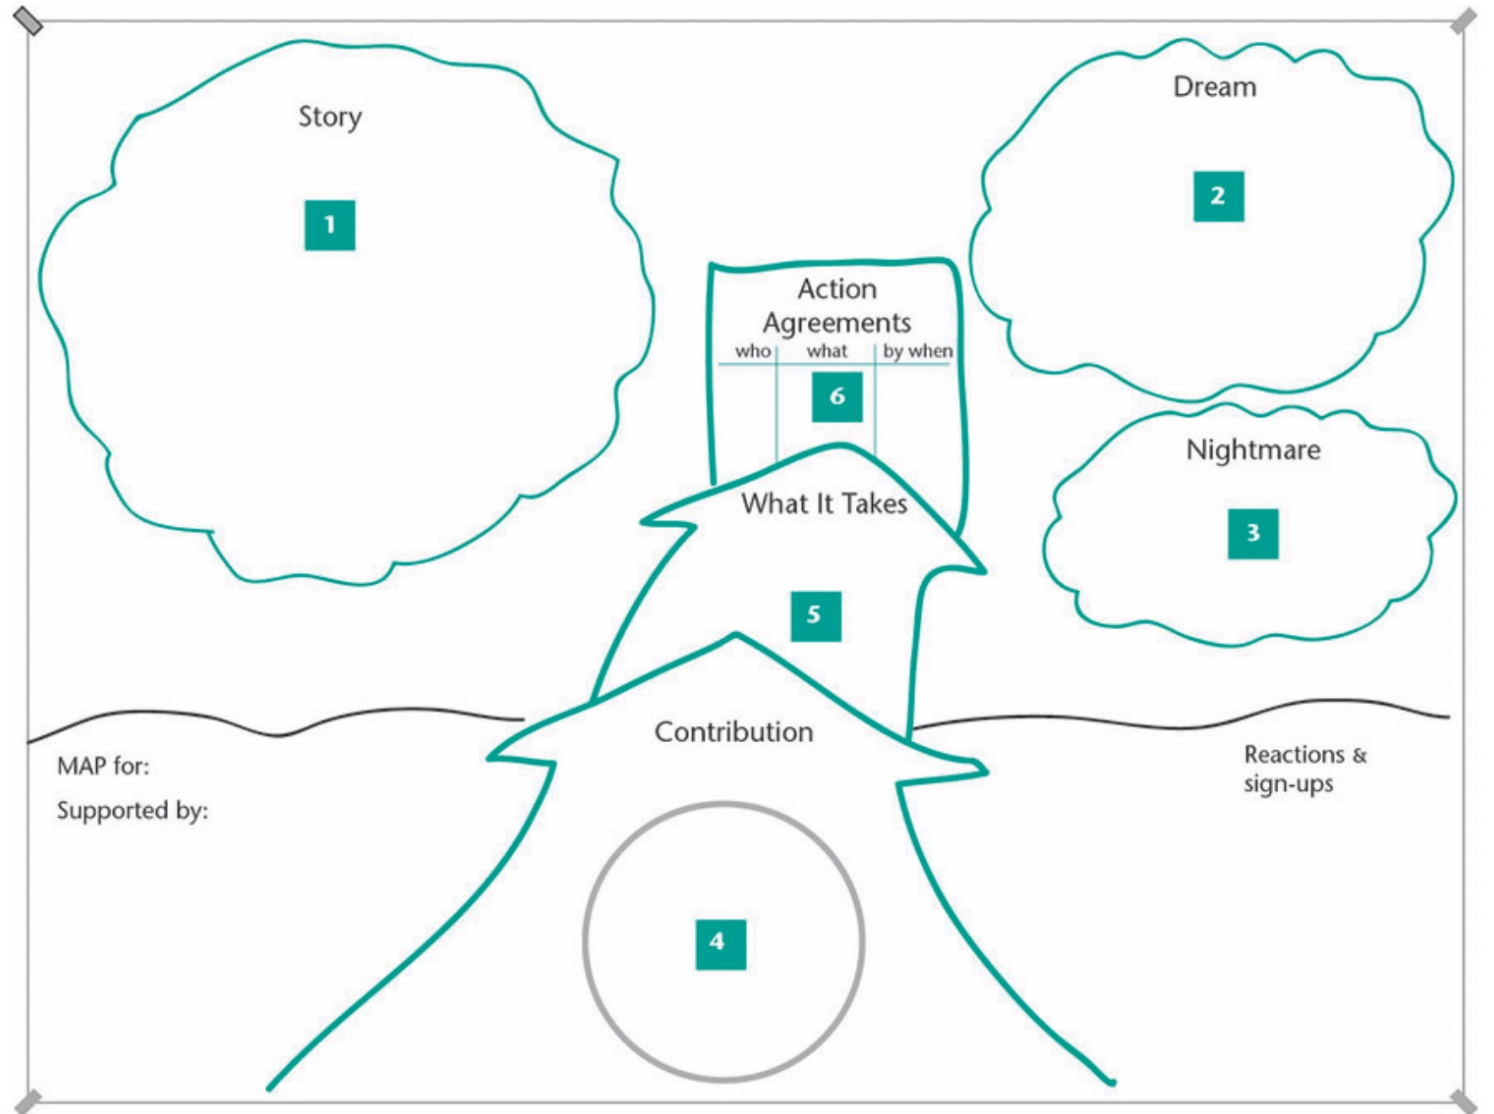 Story
1
Dream
2
Action
Agreements
who what by when
6
Nightmare
3
What It Takes
5
Contribution
4
MAP for:
Supported by:
Reactions &
sign-ups